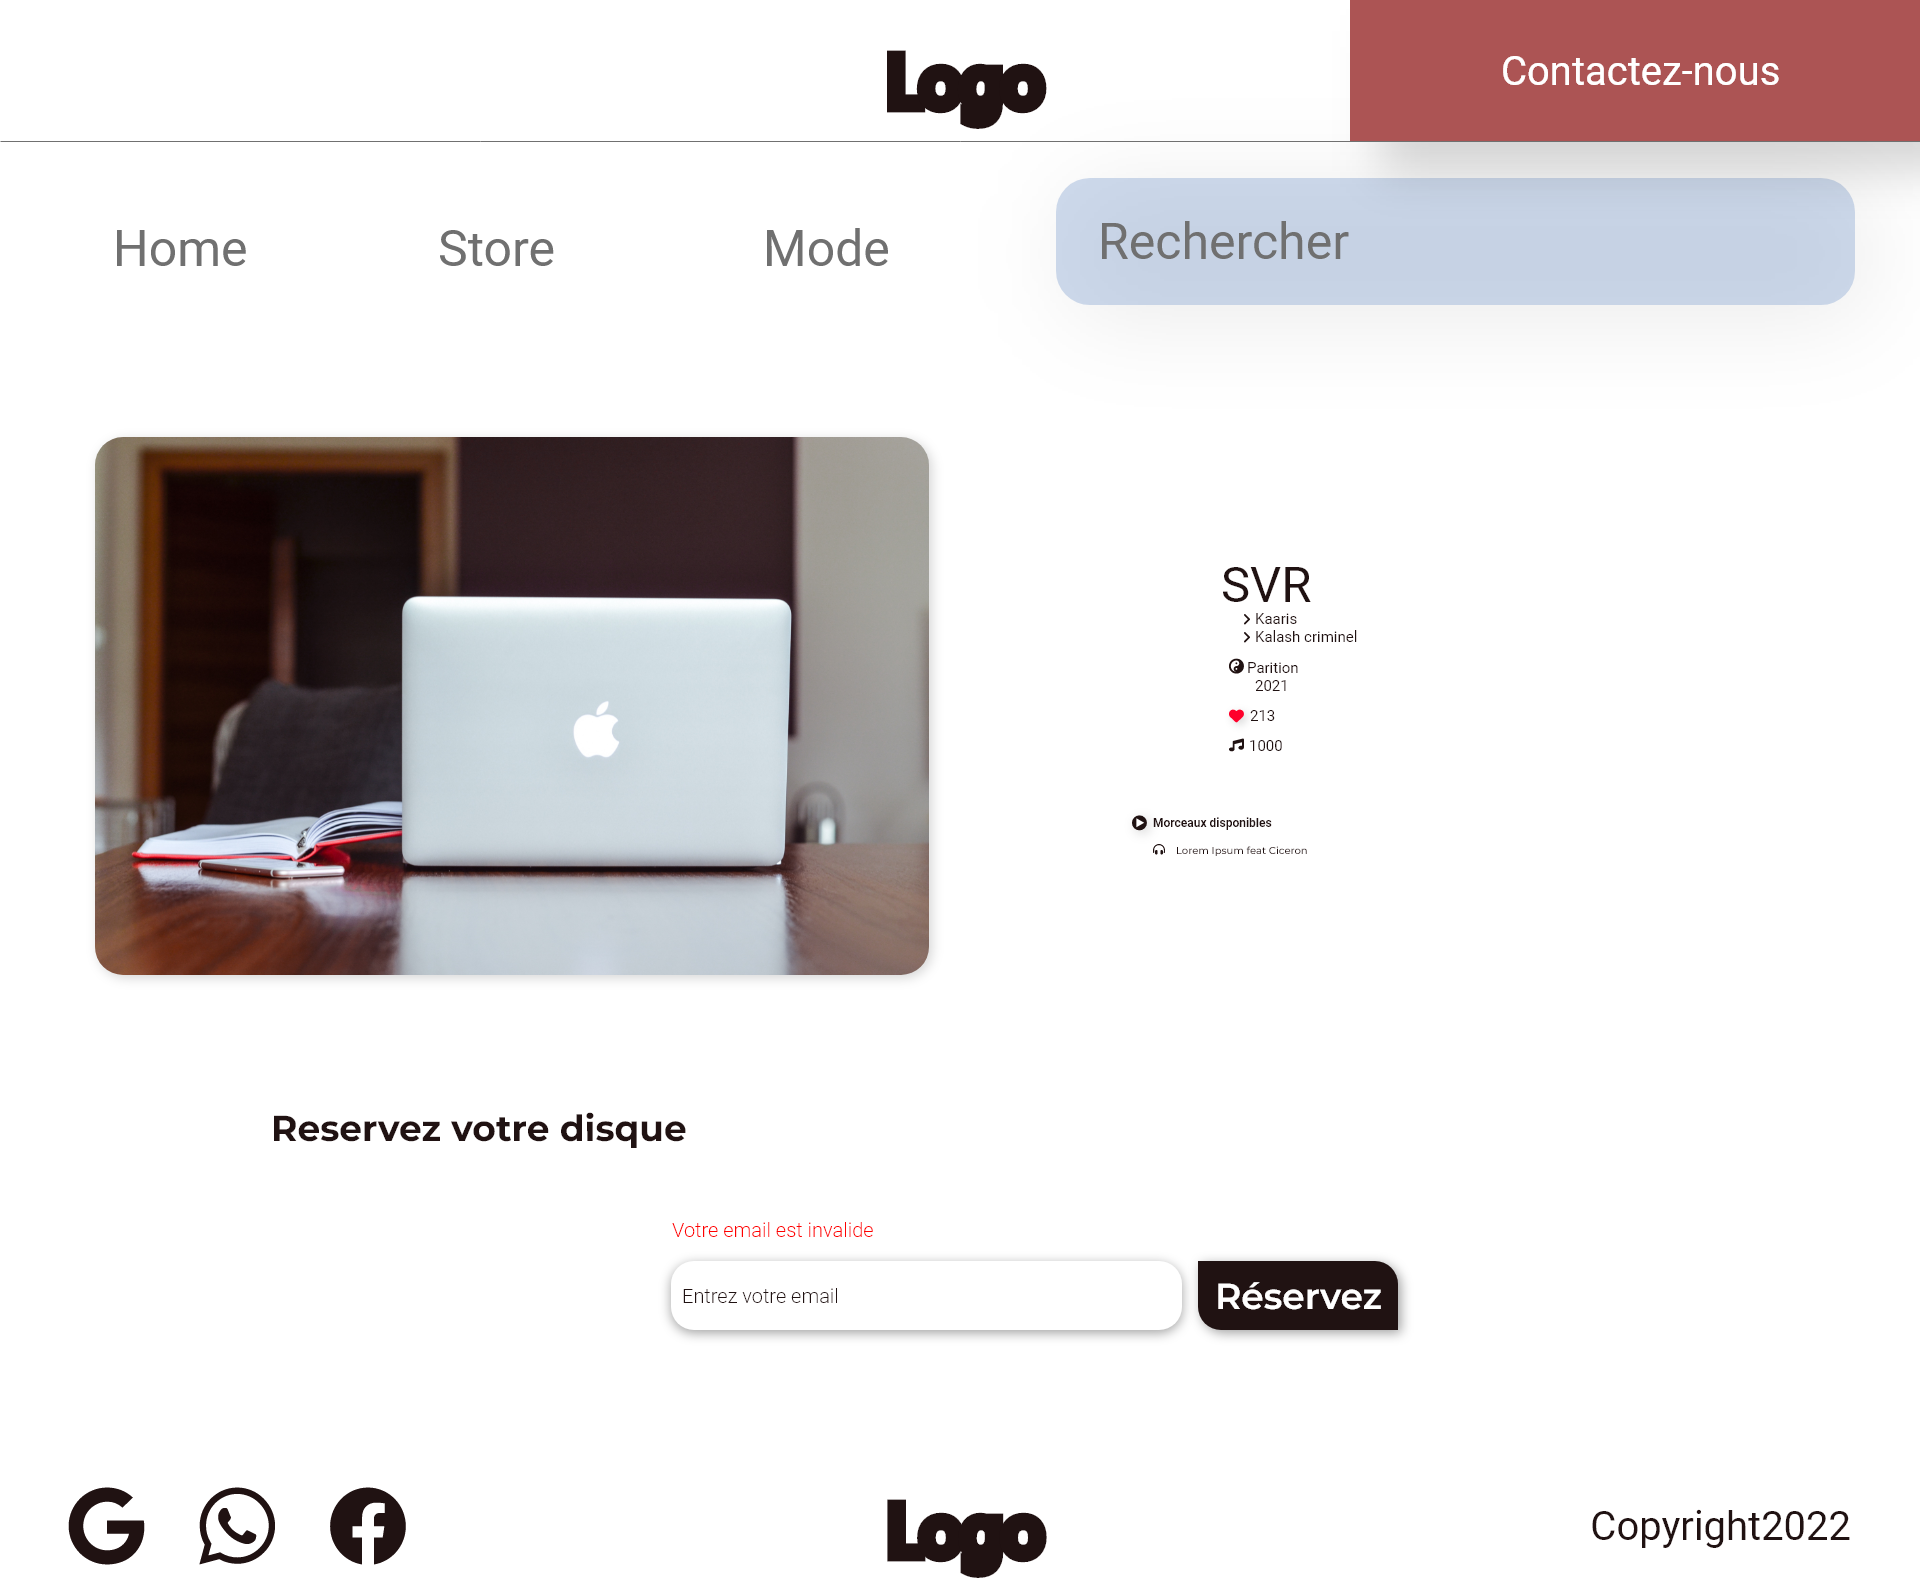 Logo
Contactez-nous
Home
Store
Mode
Rechercher
SVR
Kaaris
Kalash criminel
Parition
2021
213
1000
Morceaux disponibles
Lorem Ipsum feat Ciceron
Reservez votre disque
Votre email est invalide
Entrez votre email
Réservez
Logo
Copyright2022